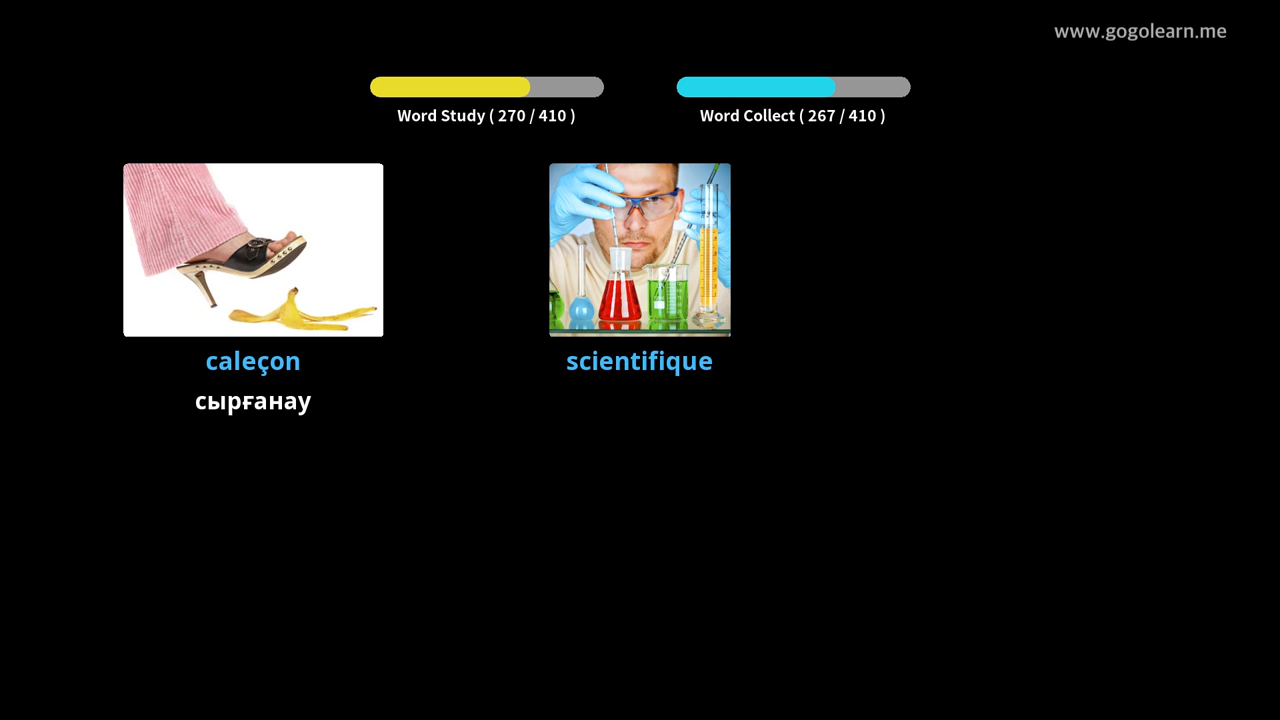 www.gogolearn.me
Word Study ( 270 / 410 )
Word Collect ( 267 / 410 )
caleçon
scientifique
сырғанау